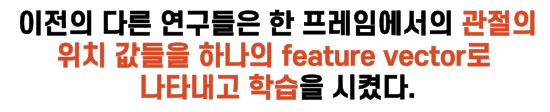 이전의 다른 연구들은 한 프레임에서의 관절의
위치 값들을 하나의 feature vector로
나타내고 학습을 시켰다.